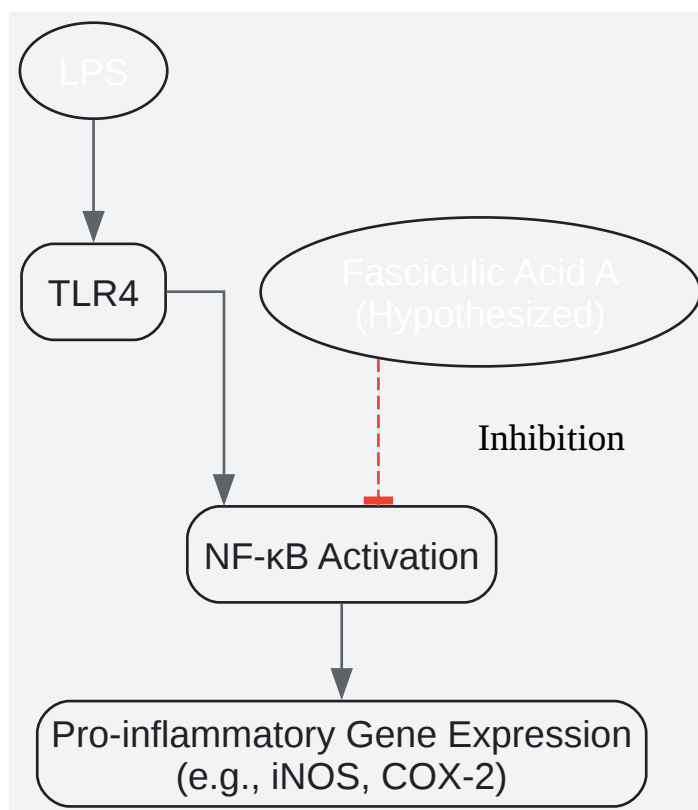 LPS
TLR4
Fasciculic Acid A
(Hypothesized)
Inhibition
NF-κB Activation
Pro-inflammatory Gene Expression
(e.g., iNOS, COX-2)